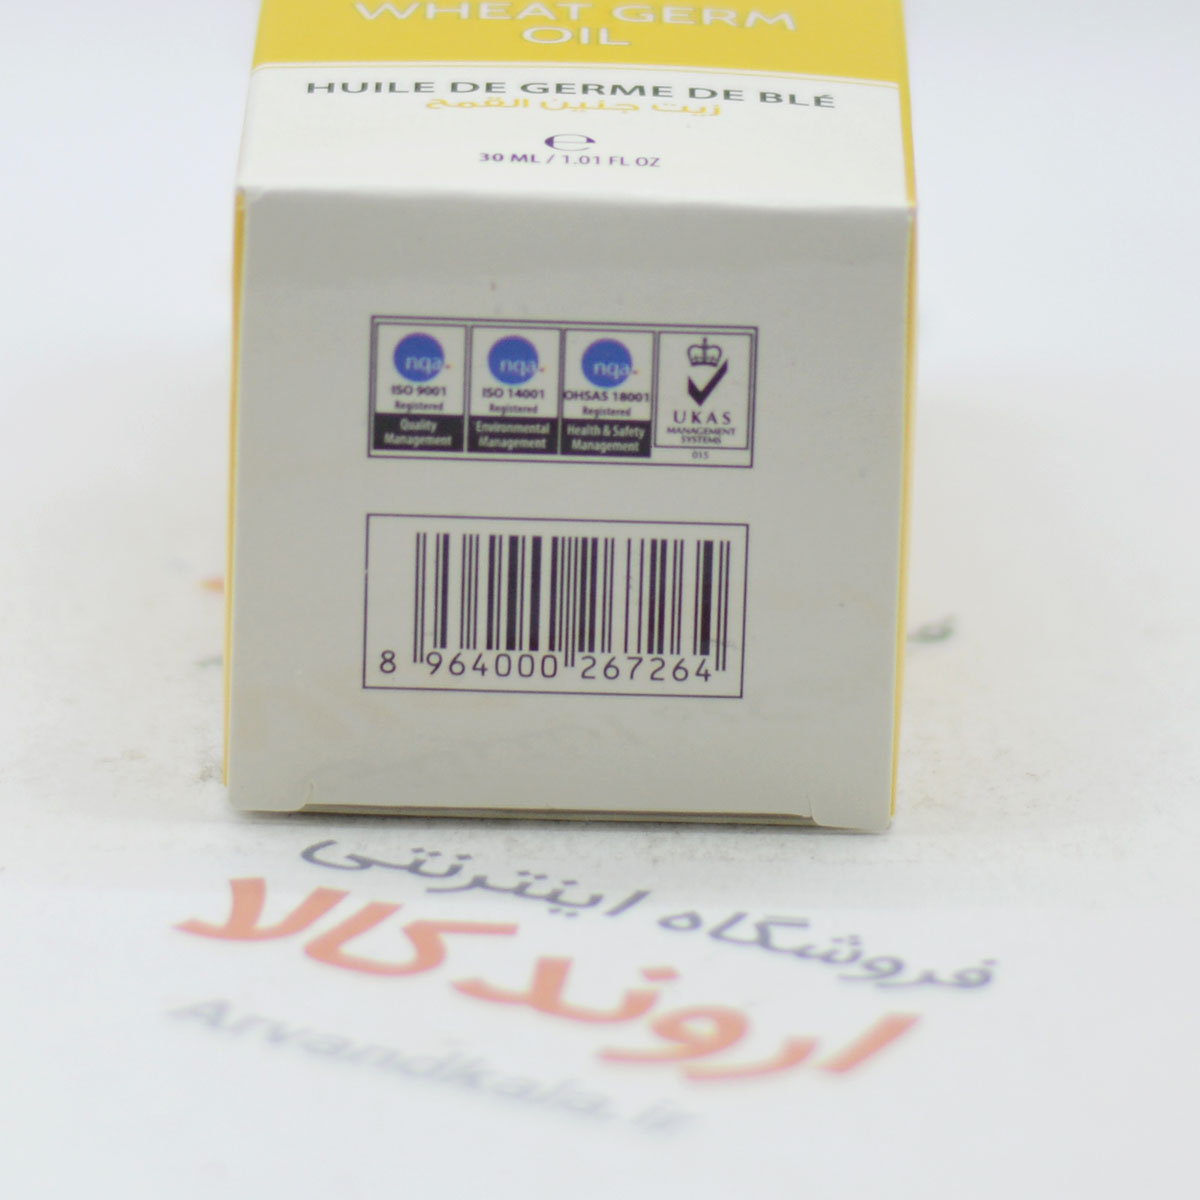 WHEAT GERM
OIL
HUILE DE GERME DE BLÉ
زيت جنين القمح
℮
30 ML / 1.01 FL OZ
nqa. nqa. nqa.
ISO 9001 ISO 14001 OHSAS 18001
Registered Registered Registered
Quality Management Environmental Management Health & Safety Management
UKAS
MANAGEMENT
SYSTEMS
015
8 964000 267264
فروشگاه اینترنتی
اروندکالا
Arvandkala.ir